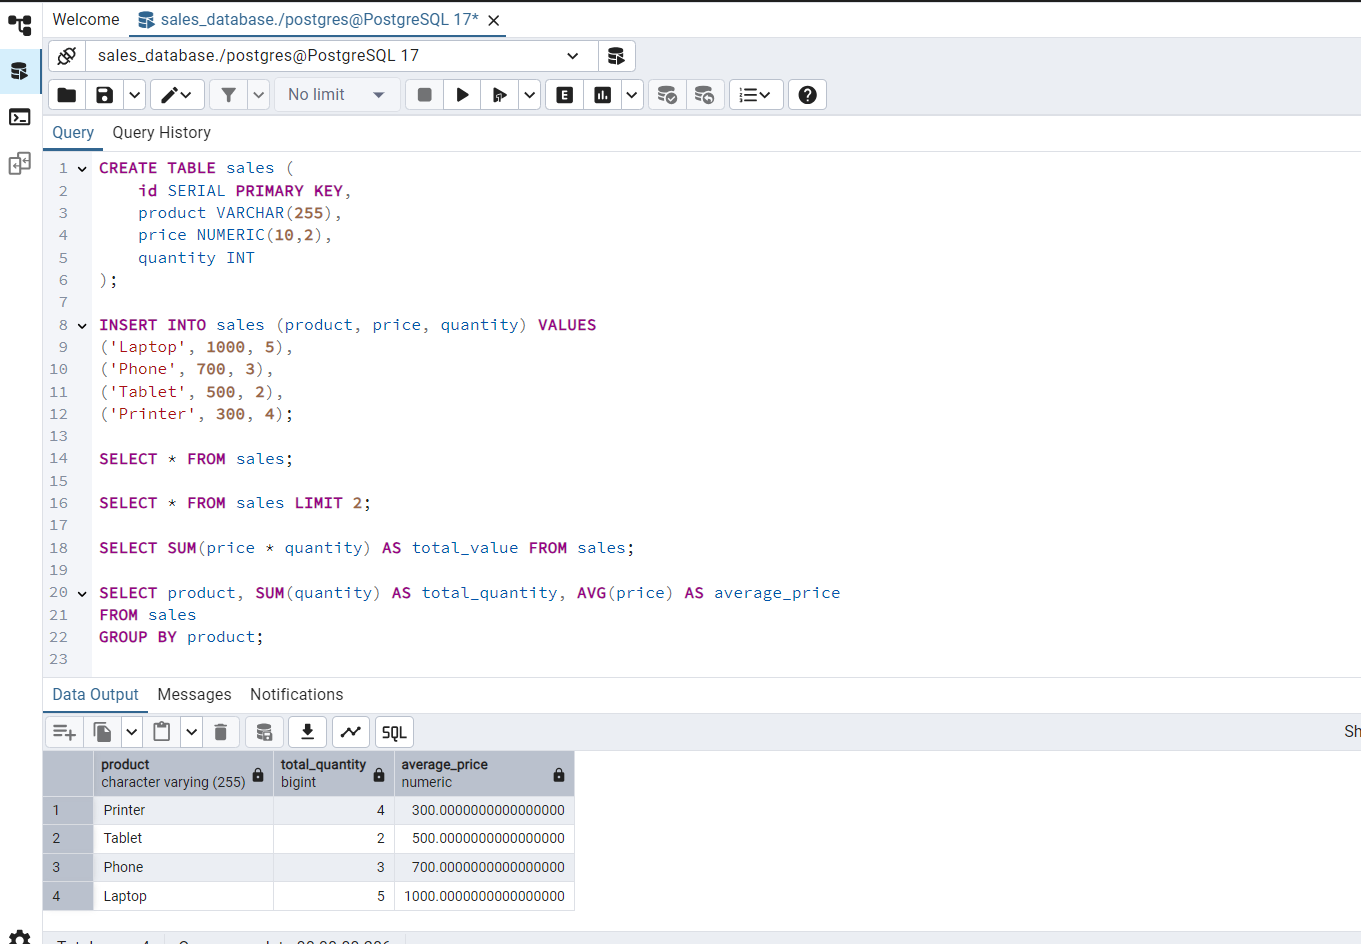 Welcome
sales_database./postgres@PostgreSQL 17*
sales_database./postgres@PostgreSQL 17
No limit
E
Query
Query History
1 CREATE TABLE sales (
2 id SERIAL PRIMARY KEY,
3 product VARCHAR(255),
4 price NUMERIC(10,2),
5 quantity INT
6 );
7
8 INSERT INTO sales (product, price, quantity) VALUES
9 ('Laptop', 1000, 5),
10 ('Phone', 700, 3),
11 ('Tablet', 500, 2),
12 ('Printer', 300, 4);
13
14 SELECT * FROM sales;
15
16 SELECT * FROM sales LIMIT 2;
17
18 SELECT SUM(price * quantity) AS total_value FROM sales;
19
20 SELECT product, SUM(quantity) AS total_quantity, AVG(price) AS average_price
21 FROM sales
22 GROUP BY product;
23
Data Output
Messages
Notifications
SQL
Sh
product total_quantity average_price
character varying (255) bigint numeric
1 Printer 4 300.0000000000000000
2 Tablet 2 500.0000000000000000
3 Phone 3 700.0000000000000000
4 Laptop 5 1000.0000000000000000